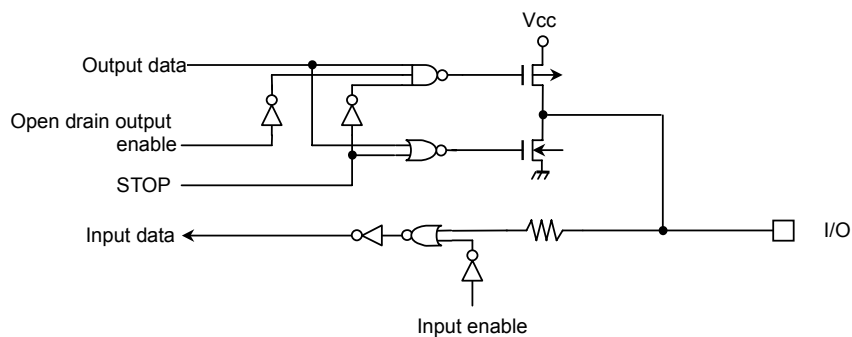 Vcc
Output data
Open drain output
enable
STOP
Input data
I/O
Input enable